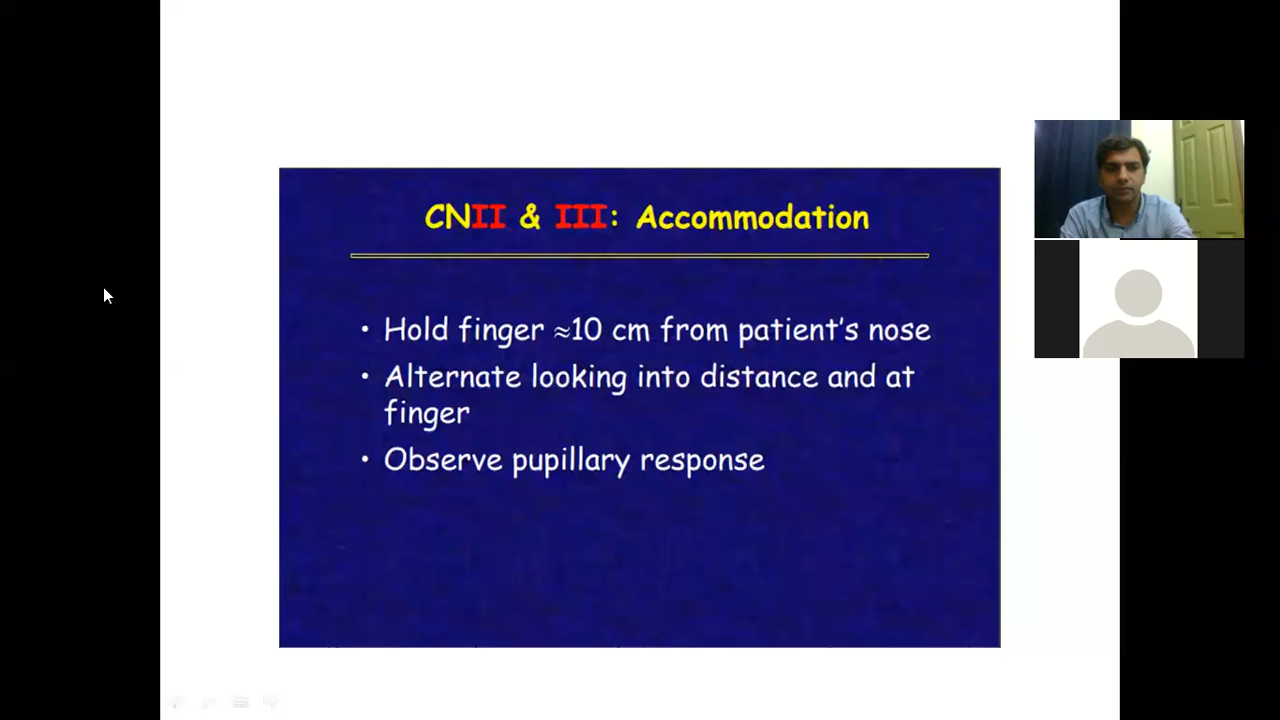 CNII & III: Accommodation
• Hold finger ≈10 cm from patient's nose
• Alternate looking into distance and at
finger
• Observe pupillary response